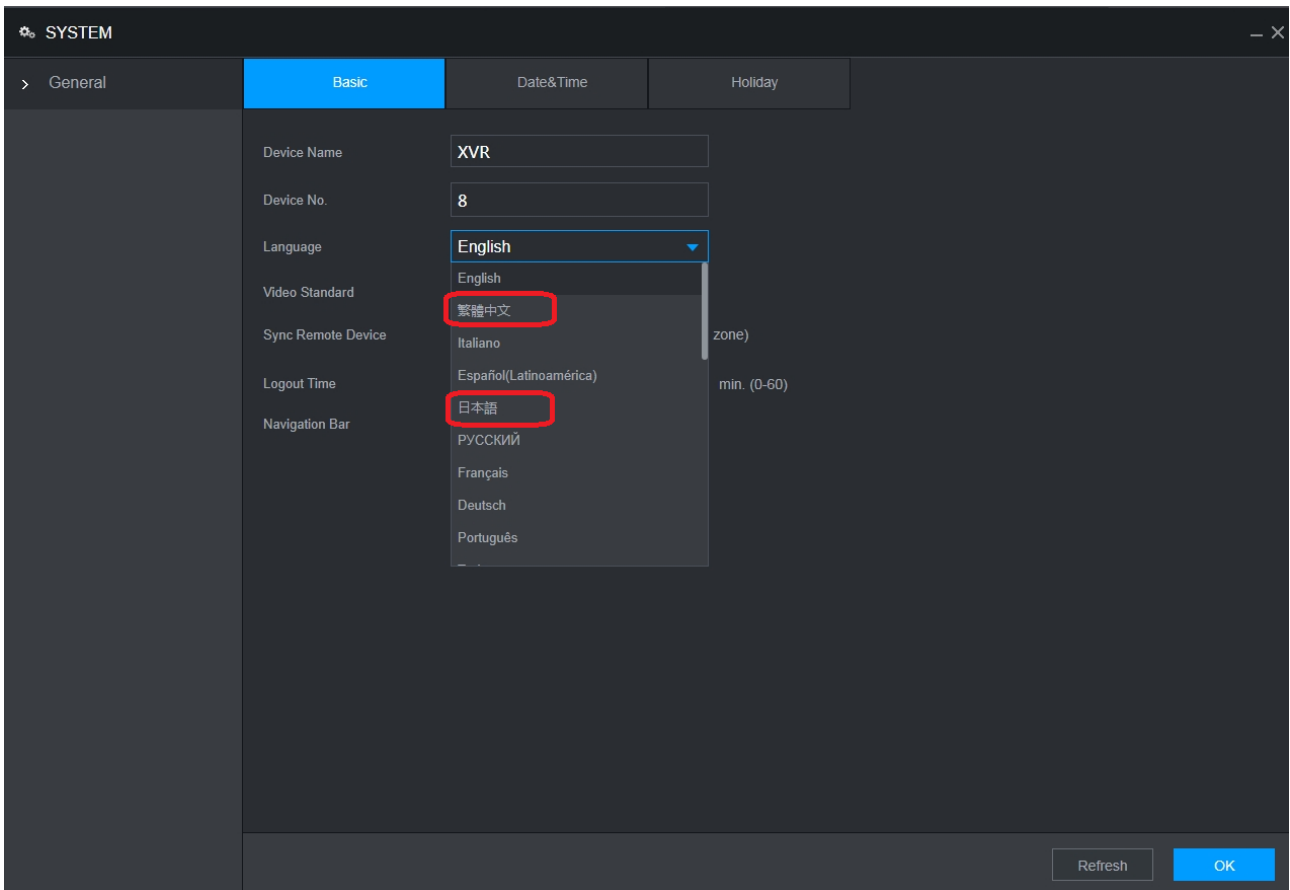 SYSTEM
General
Basic
Date&Time
Holiday
Device Name
XVR
Device No.
8
Language
English
English
繁體中文
Italiano
Español(Latinoamérica)
日本語
РУССКИЙ
Français
Deutsch
Português
Video Standard
Sync Remote Device
zone)
Logout Time
min. (0-60)
Navigation Bar
Refresh
OK